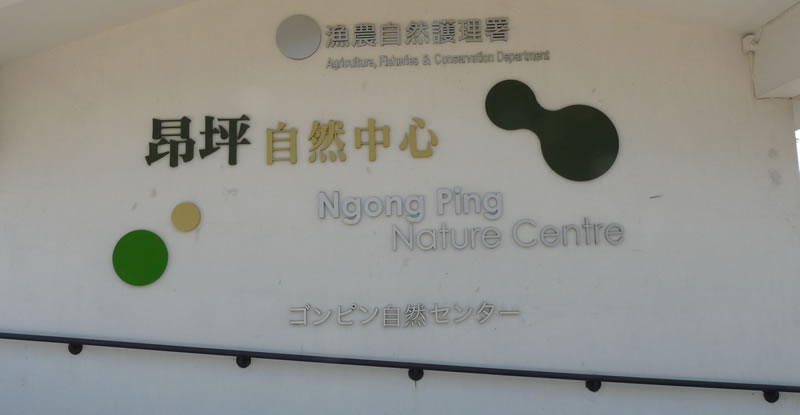 漁農自然護理署
Agriculture, Fisheries & Conservation Department
昂坪 自然中心
Ngong Ping
Nature Centre
ゴンピン自然センター